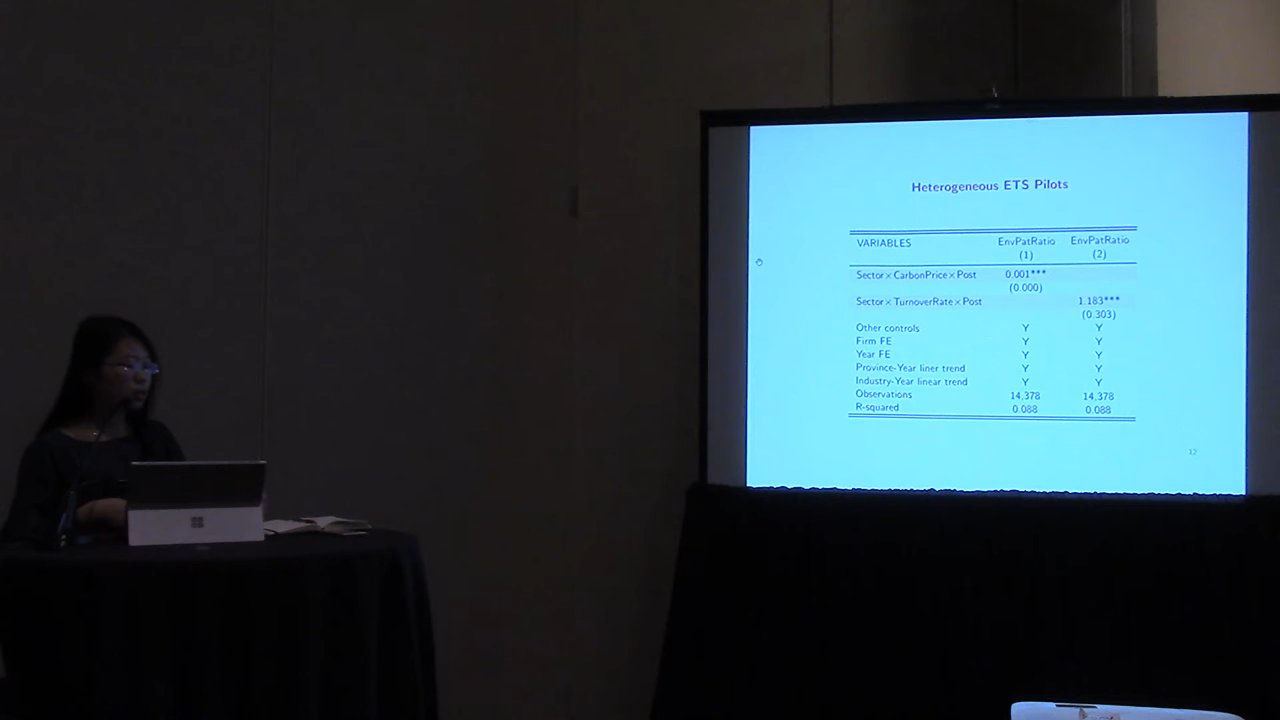 Heterogeneous ETS Pilots
VARIABLES EnvPatRatio EnvPatRatio
(1) (2)
Sector×CarbonPrice×Post 0.001***
(0.000)
Sector×TurnoverRate×Post 1.183***
(0.303)
Other controls Y Y
Firm FE Y Y
Year FE Y Y
Province-Year liner trend Y Y
Industry-Year linear trend Y Y
Observations 14,378 14,378
R-squared 0.088 0.088
12